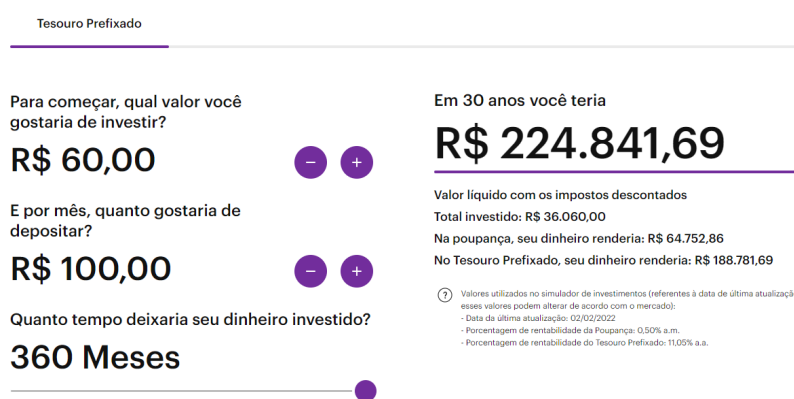 Tesouro Prefixado
Para começar, qual valor você
gostaria de investir?
R$ 60,00
E por mês, quanto gostaria de
depositar?
R$ 100,00
Quanto tempo deixaria seu dinheiro investido?
360 Meses
Em 30 anos você teria
R$ 224.841,69
Valor líquido com os impostos descontados
Total investido: R$ 36.060,00
Na poupança, seu dinheiro renderia: R$ 64.752,86
No Tesouro Prefixado, seu dinheiro renderia: R$ 188.781,69
Valores utilizados no simulador de investimentos (referentes à data de última atualizaçã
esses valores podem alterar de acordo com o mercado):
- Data da última atualização: 02/02/2022
- Porcentagem de rentabilidade da Poupança: 0,50% a.m.
- Porcentagem de rentabilidade do Tesouro Prefixado: 11,05% a.a.